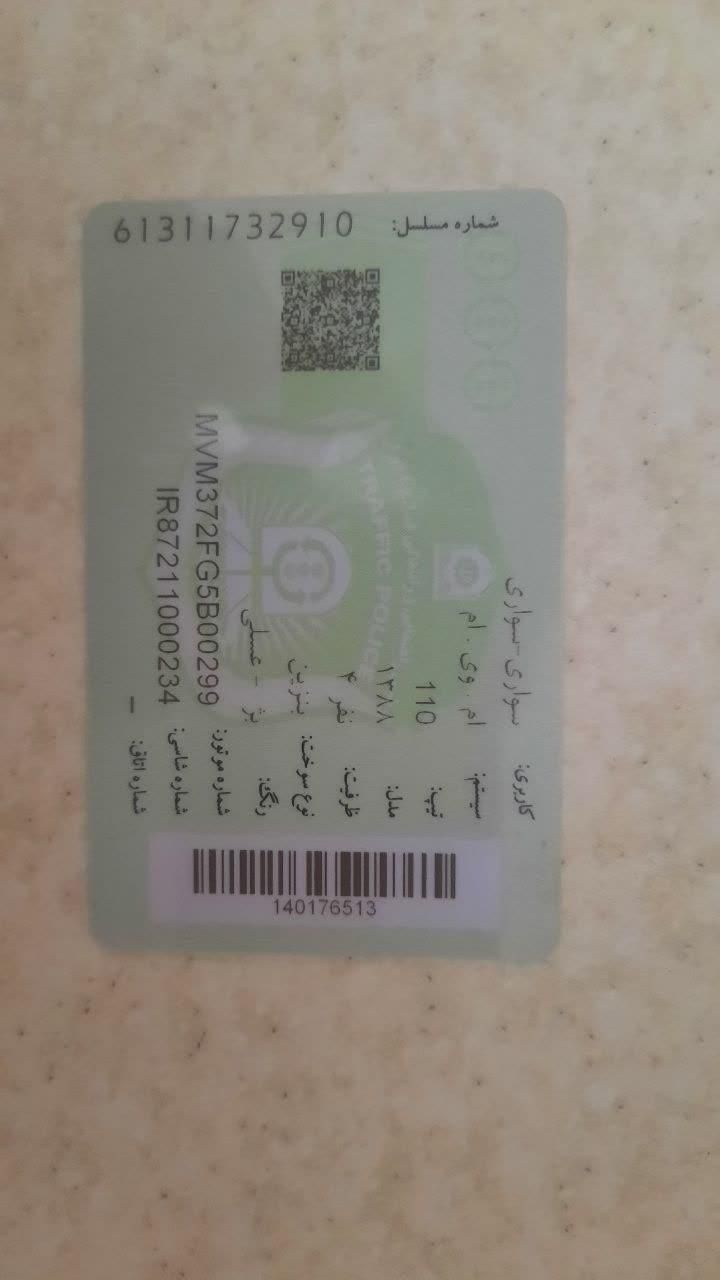 شماره مسلسل: 61311732910
کاربری: سواری-سواری
سیستم: ام . وی . ام
تیپ: 110
مدل: ۱۳۸۸
ظرفیت: ۴ نفر
نوع سوخت: بنزین
رنگ: بژ - عسلی
شماره موتور: MVM372FG5B00299
شماره شاسی: IR87211000234
شماره اتاق: _
140176513
TRAFFIC POLICE